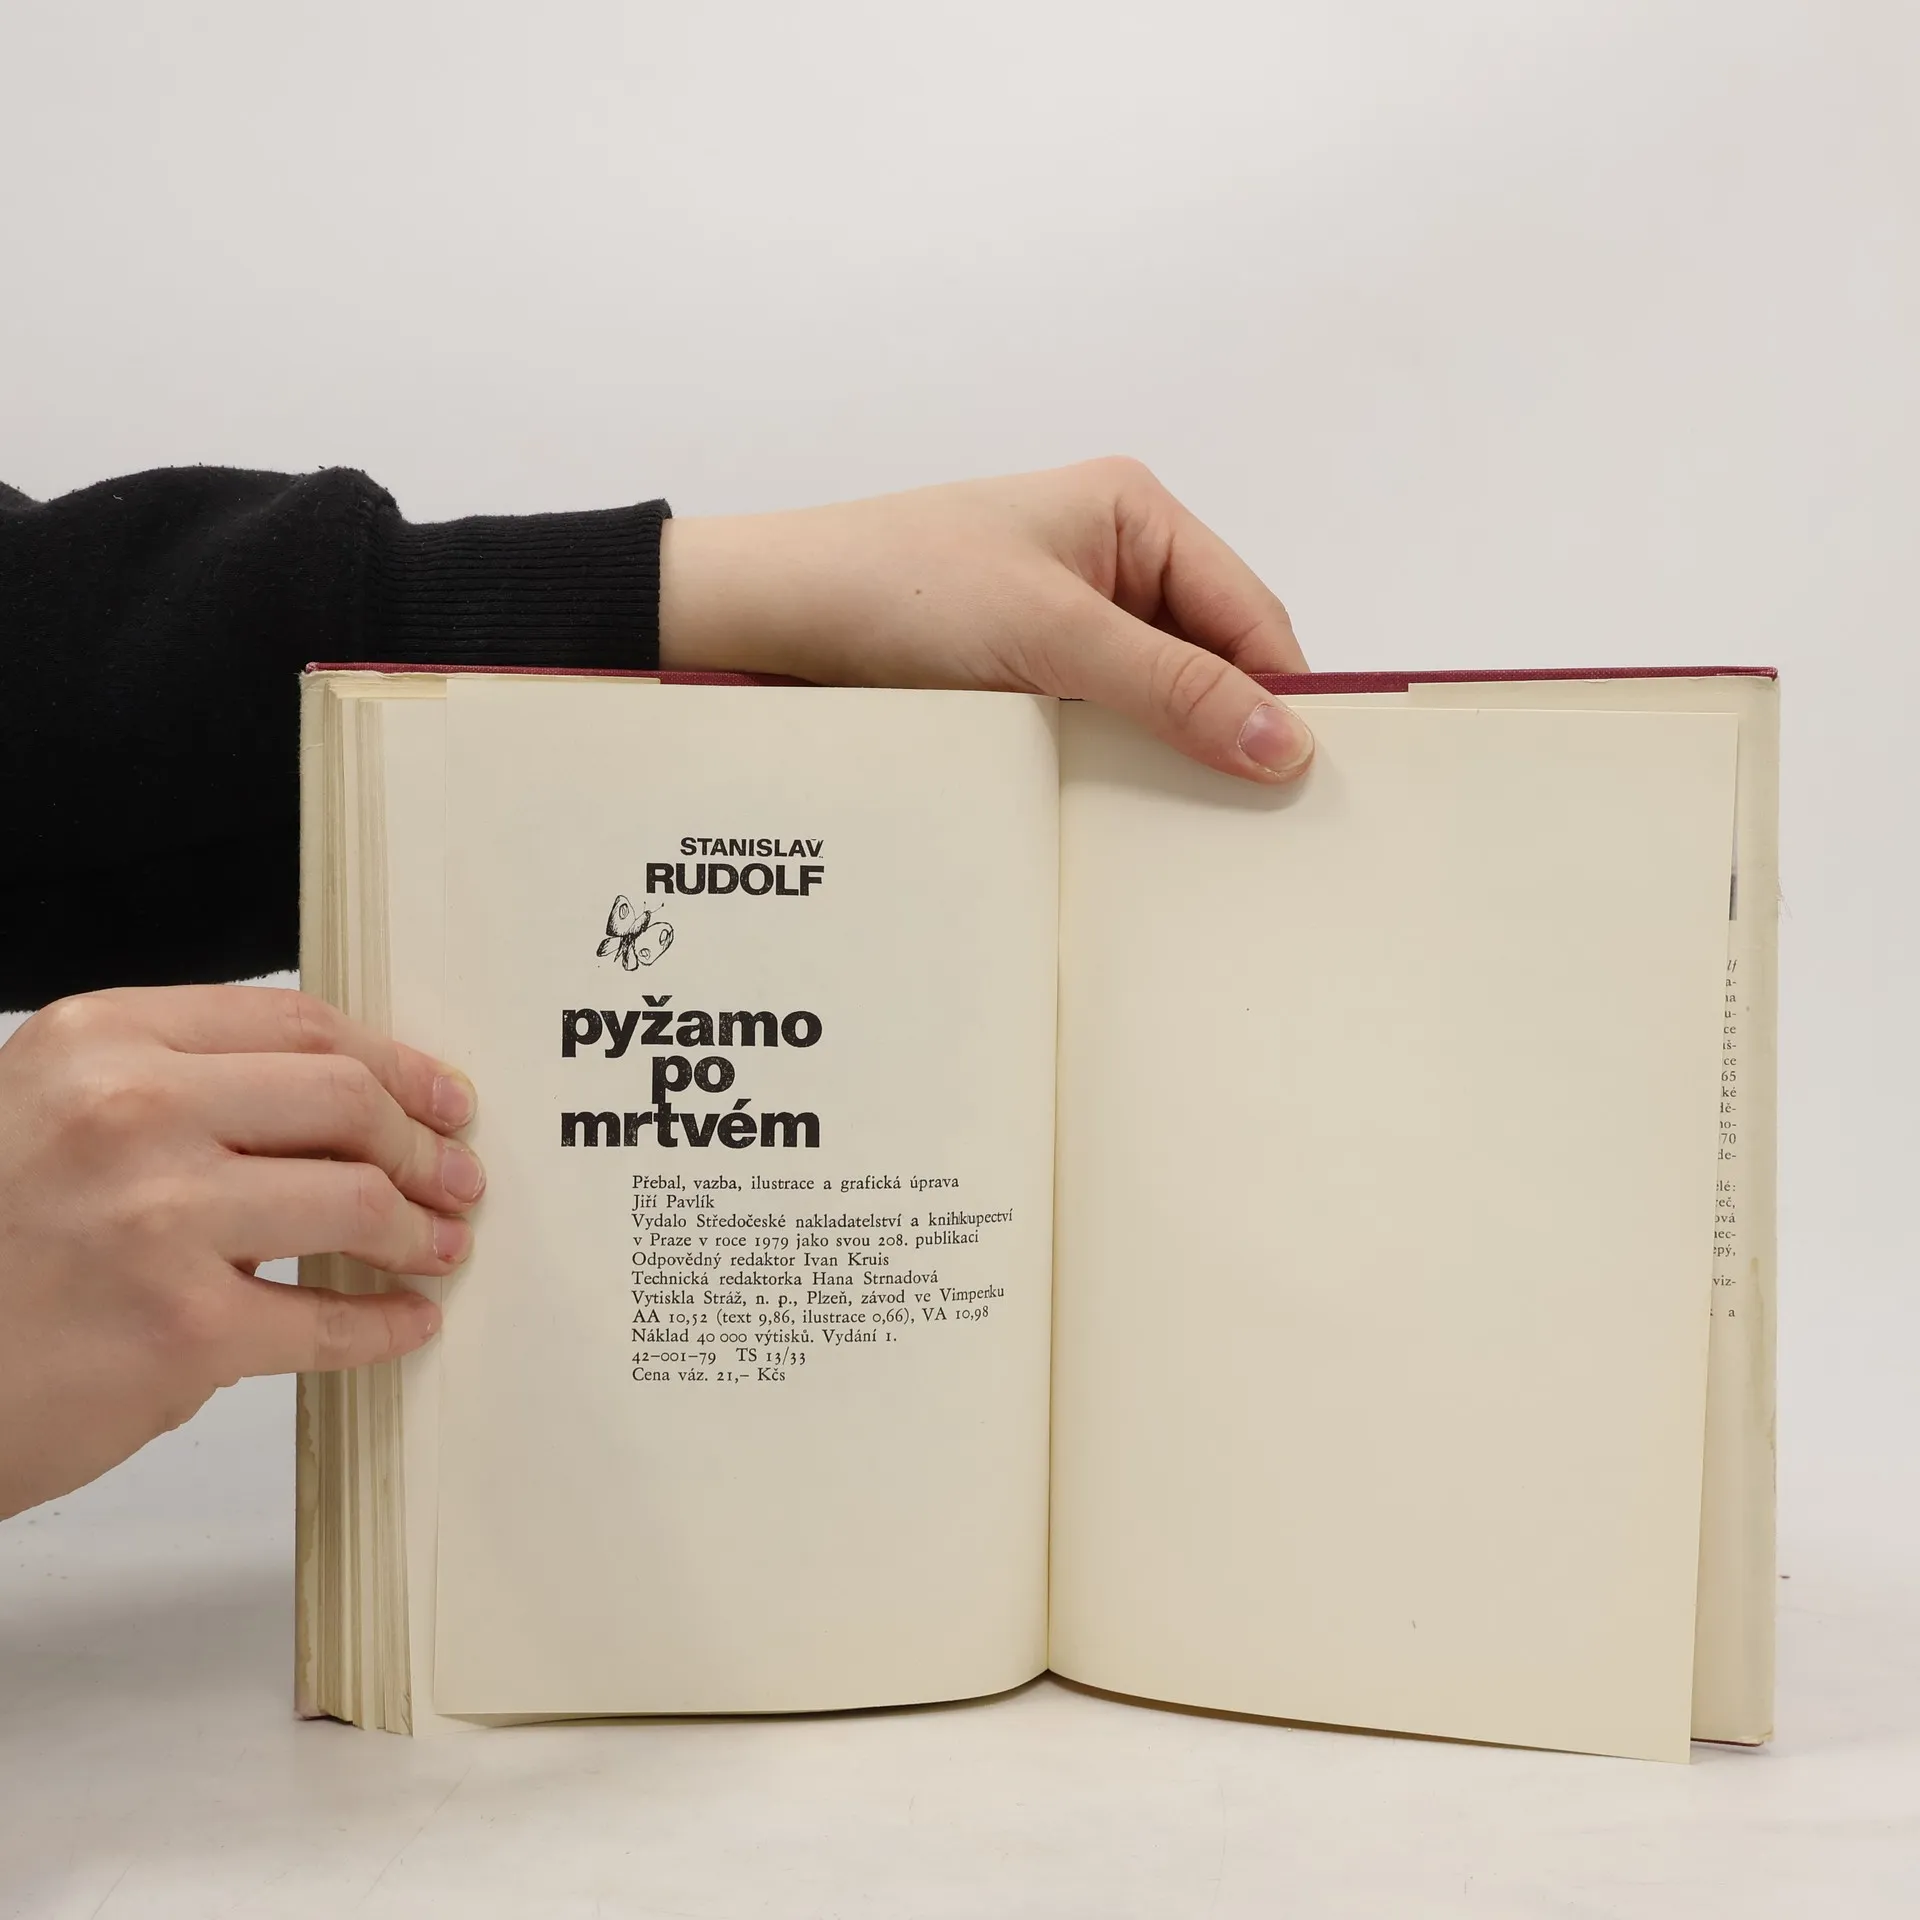 STANISLAV
RUDOLF
pyžamo
po
mrtvém
Přebal, vazba, ilustrace a grafická úprava
Jiří Pavlík
Vydalo Středočeské nakladatelství a knihkupectví
v Praze v roce 1979 jako svou 208. publikaci
Odpovědný redaktor Ivan Kruis
Technická redaktorka Hana Strnadová
Vytiskla Stráž, n. p., Plzeň, závod ve Vimperku
AA 10,52 (text 9,86, ilustrace 0,66), VA 10,98
Náklad 40 000 výtisků. Vydání 1.
42–001–79 TS 13/33
Cena váz. 21,– Kčs